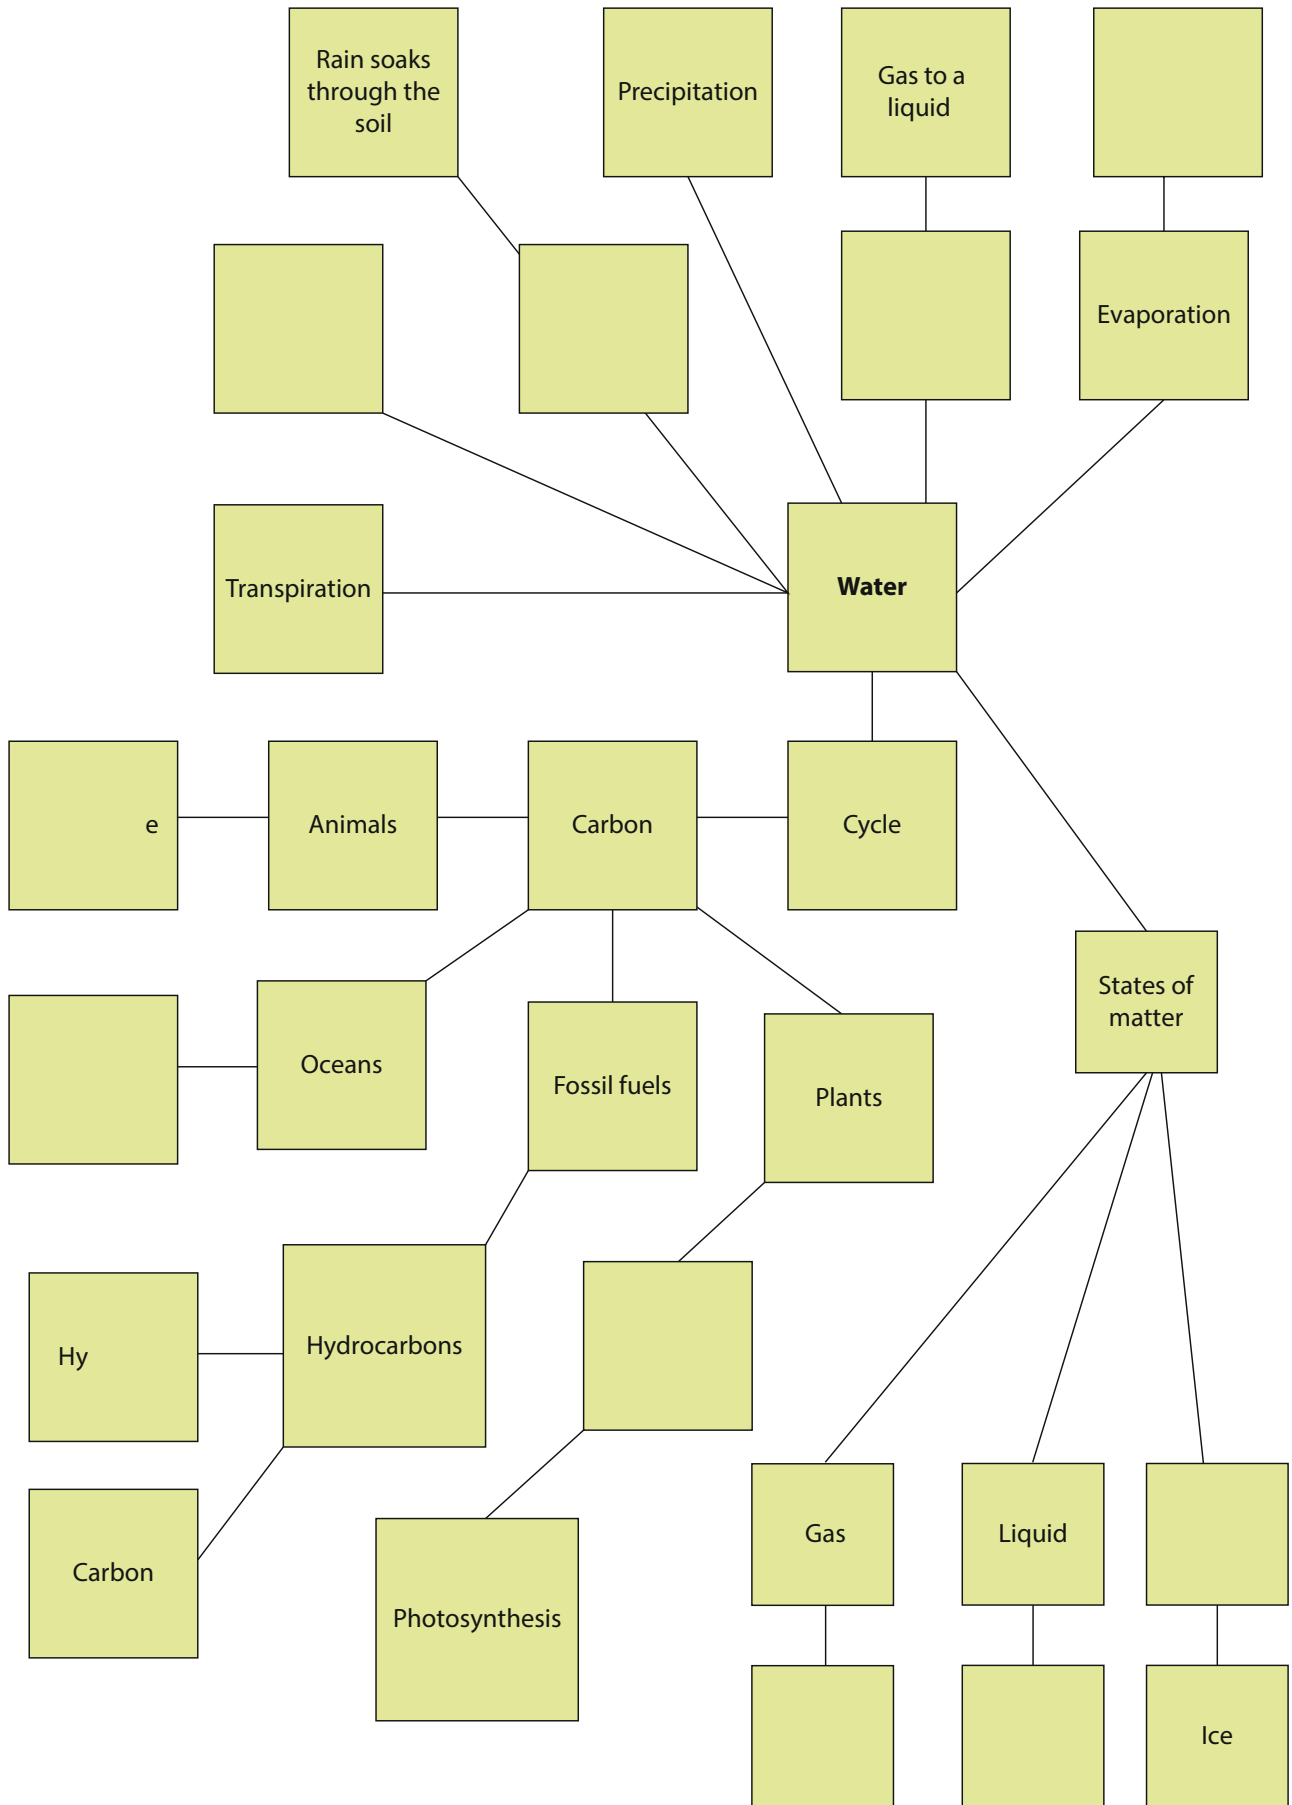 Rain soaks
through the
soil
Precipitation
Gas to a
liquid
Evaporation
Transpiration
Water
e
Animals
Carbon
Cycle
Oceans
Fossil fuels
Plants
States of
matter
Hy
Hydrocarbons
Carbon
Photosynthesis
Gas
Liquid
Ice